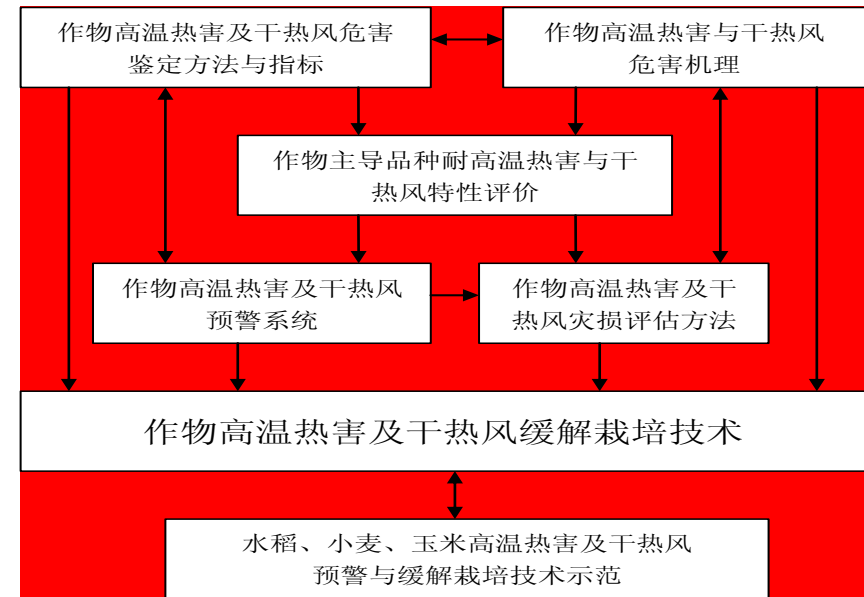 作物高温热害及干热风危害
鉴定方法与指标
作物高温热害与干热风
危害机理
作物主导品种耐高温热害与干
热风特性评价
作物高温热害及干热风
预警系统
作物高温热害及干
热风灾损评估方法
作物高温热害及干热风缓解栽培技术
水稻、小麦、玉米高温热害及干热风
预警与缓解栽培技术示范